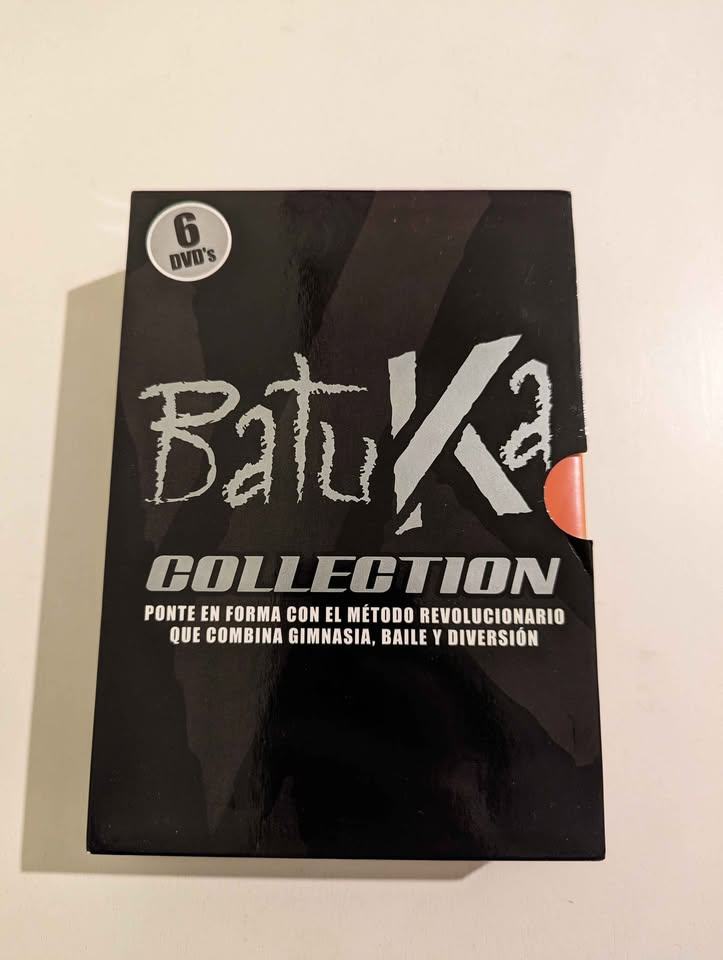 6
DVD's
BatuKa
COLLECTION
PONTE EN FORMA CON EL MÉTODO REVOLUCIONARIO
QUE COMBINA GIMNASIA, BAILE Y DIVERSIÓN